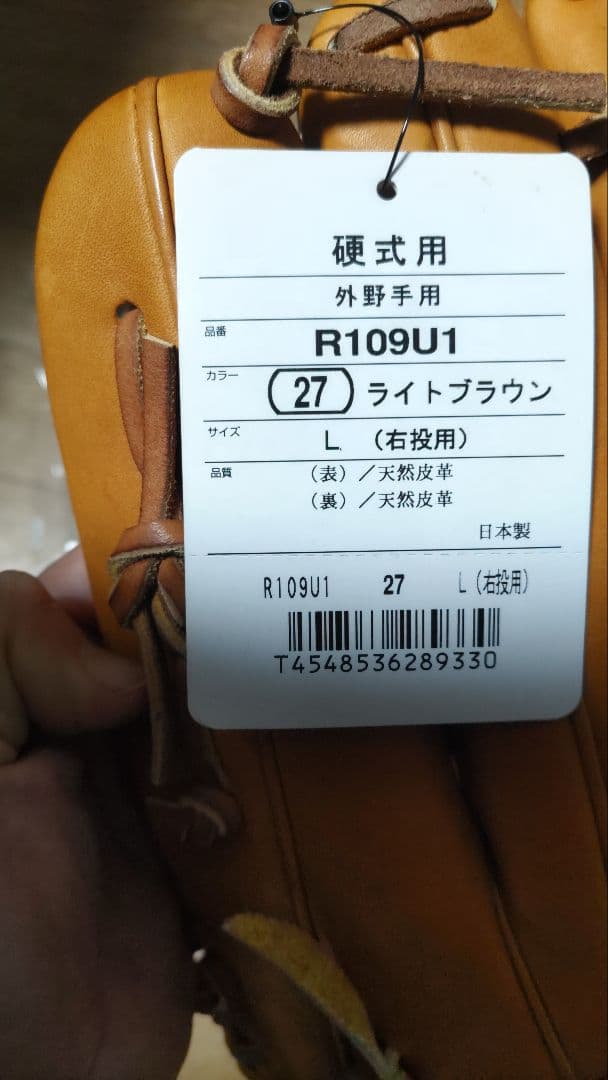 硬式用
外野手用
品番 R109U1
カラー 27 ライトブラウン
サイズ L (右投用)
品質 (表)/天然皮革
(裏)/天然皮革
日本製
R109U1 27 L(右投用)
T4548536289330